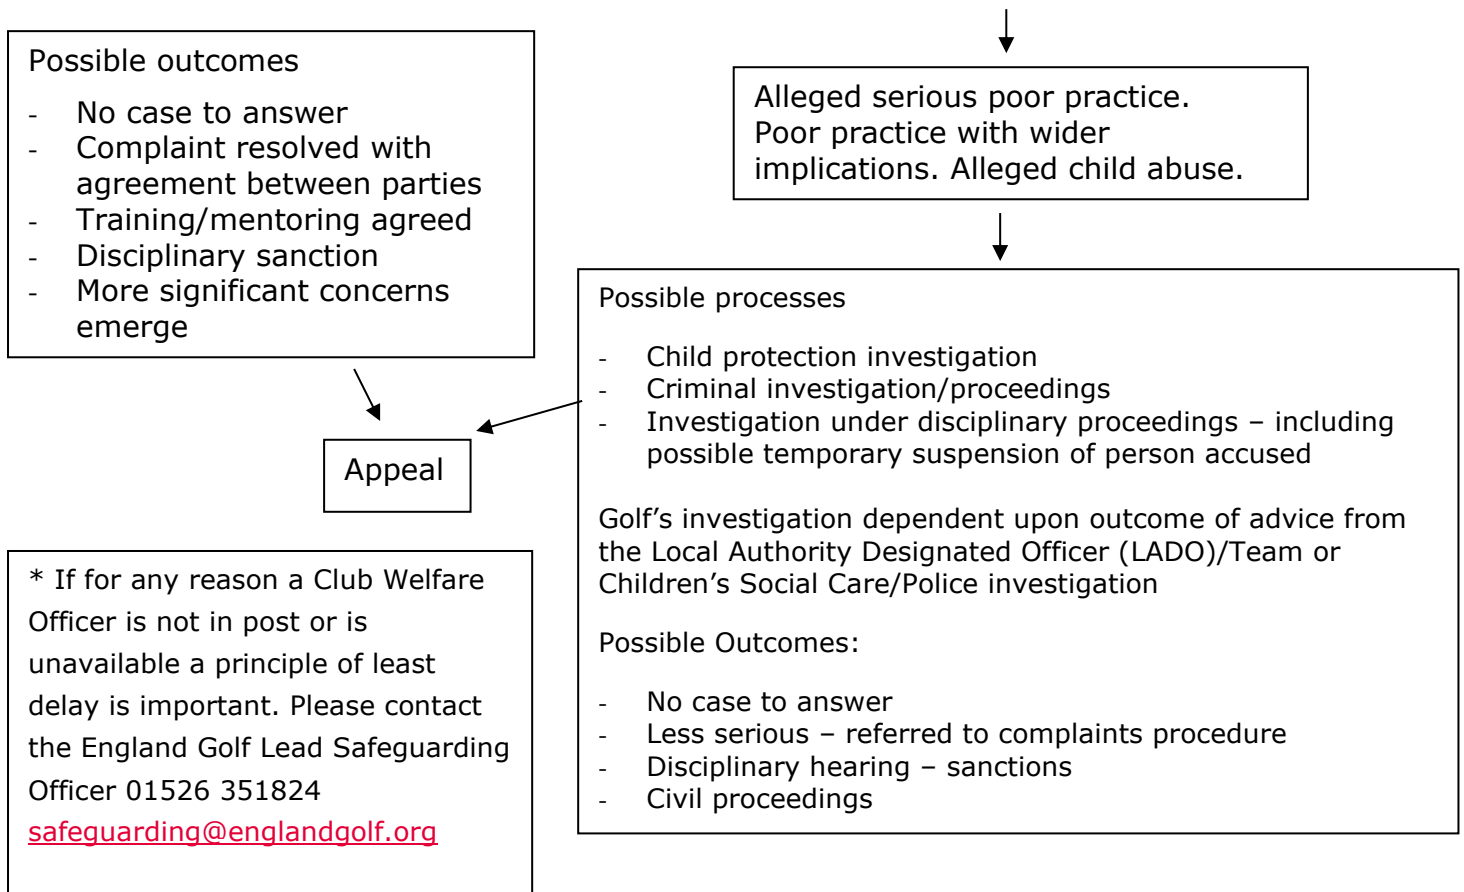 Possible outcomes
- No case to answer
- Complaint resolved with
agreement between parties
- Training/mentoring agreed
- Disciplinary sanction
- More significant concerns
emerge
Alleged serious poor practice.
Poor practice with wider
implications. Alleged child abuse.
Possible processes
- Child protection investigation
- Criminal investigation/proceedings
- Investigation under disciplinary proceedings – including
possible temporary suspension of person accused
Golf’s investigation dependent upon outcome of advice from
the Local Authority Designated Officer (LADO)/Team or
Children’s Social Care/Police investigation
Possible Outcomes:
- No case to answer
- Less serious – referred to complaints procedure
- Disciplinary hearing – sanctions
- Civil proceedings
Appeal
* If for any reason a Club Welfare
Officer is not in post or is
unavailable a principle of least
delay is important. Please contact
the England Golf Lead Safeguarding
Officer 01526 351824
safeguarding@englandgolf.org